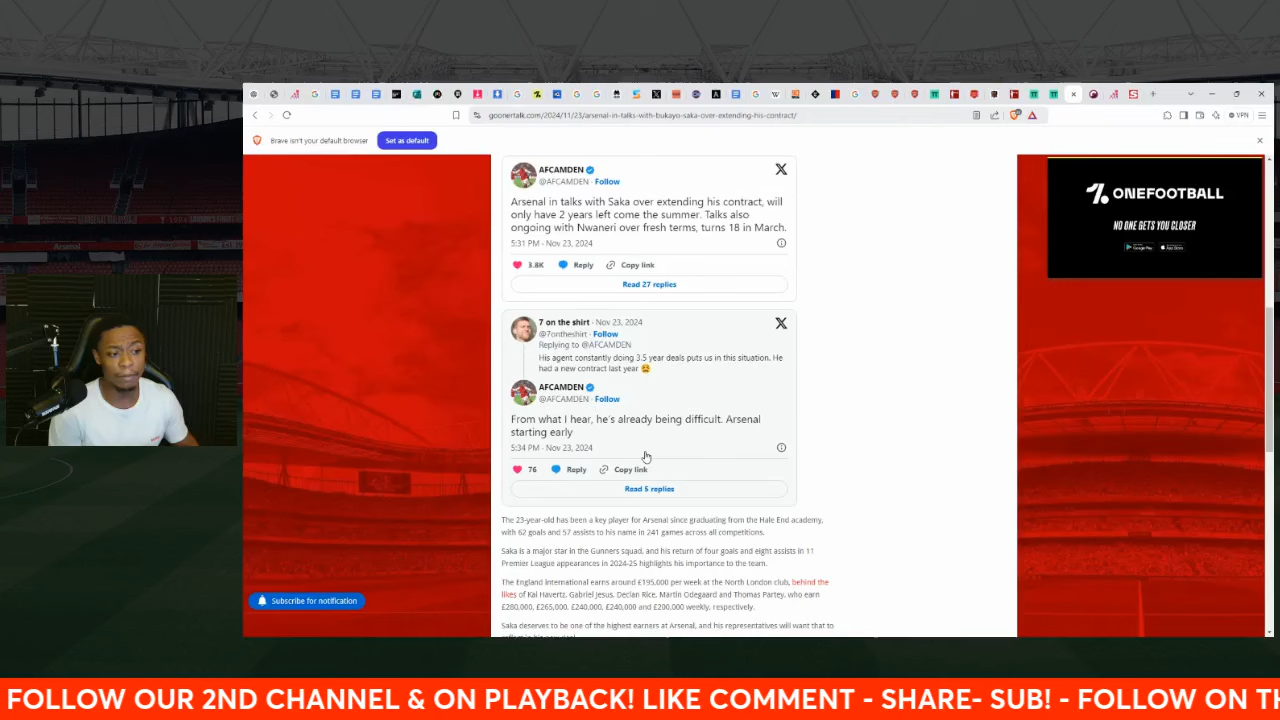 goonertalk.com/2024/11/23/arsenal-in-talks-with-bukayo-saka-over-extending-his-contract/
VPN
Brave isn't your default browser
Set as default
AFCAMDEN
@AFCAMDEN · Follow
Arsenal in talks with Saka over extending his contract, will
only have 2 years left come the summer. Talks also
ongoing with Nwaneri over fresh terms, turns 18 in March.
5:31 PM · Nov 23, 2024
3.8K Reply Copy link
Read 27 replies
7 on the shirt · Nov 23, 2024
@7ontheshirt · Follow
Replying to @AFCAMDEN
His agent constantly doing 3.5 year deals puts us in this situation. He
had a new contract last year 😩
AFCAMDEN
@AFCAMDEN · Follow
From what I hear, he's already being difficult. Arsenal
starting early
5:34 PM · Nov 23, 2024
76 Reply Copy link
Read 5 replies
The 23-year-old has been a key player for Arsenal since graduating from the Hale End academy,
with 62 goals and 57 assists to his name in 241 games across all competitions.
Saka is a major star in the Gunners squad, and his return of four goals and eight assists in 11
Premier League appearances in 2024-25 highlights his importance to the team.
The England international earns around £195,000 per week at the North London club, behind the
likes of Kai Havertz, Gabriel Jesus, Declan Rice, Martin Odegaard and Thomas Partey, who earn
£280,000, £265,000, £240,000, £240,000 and £200,000 weekly, respectively.
Saka deserves to be one of the highest earners at Arsenal, and his representatives will want that to
ONEFOOTBALL
NO ONE GETS YOU CLOSER
Google Play App Store
Subscribe for notification
FOLLOW OUR 2ND CHANNEL & ON PLAYBACK! LIKE COMMENT - SHARE- SUB! - FOLLOW ON TH